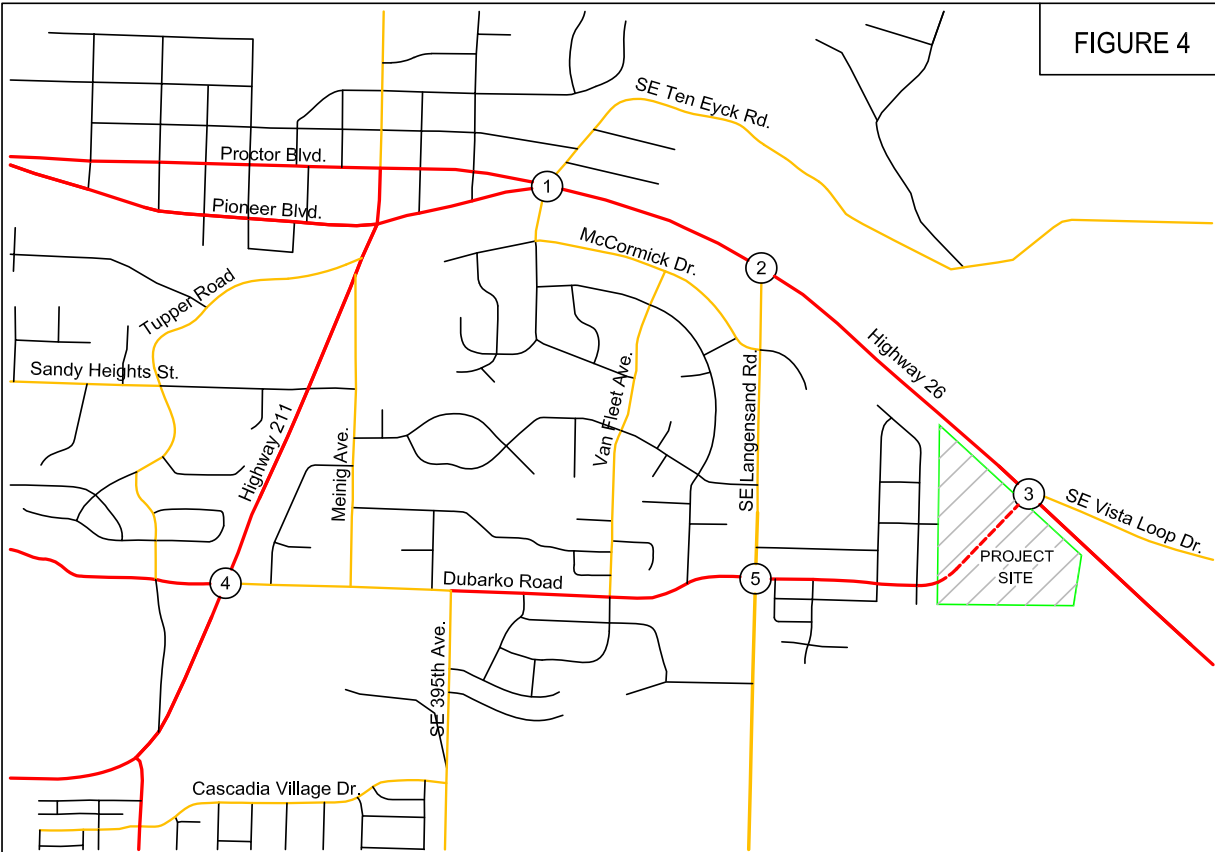 FIGURE 4
SE Ten Eyck Rd.
Proctor Blvd.
1
Pioneer Blvd.
McCormick Dr.
2
Tupper Road
Highway 26
Sandy Heights St.
SE Langensand Rd.
Van Fleet Ave.
Highway 211
Meinig Ave.
3
SE Vista Loop Dr.
PROJECT
SITE
4
Dubarko Road
5
SE 395th Ave.
Cascadia Village Dr.